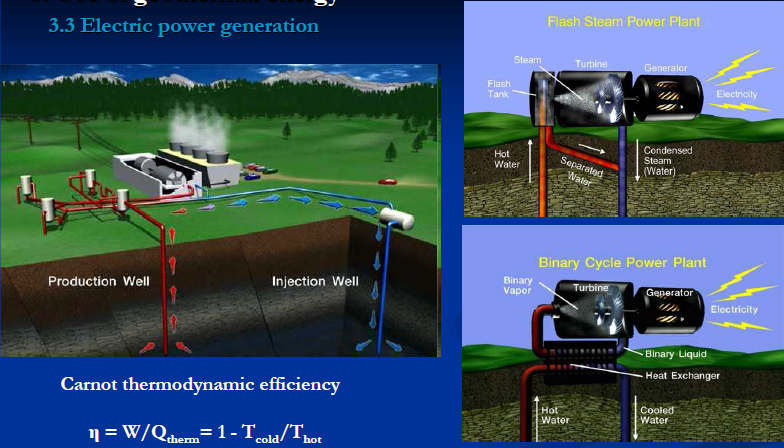 3.3 Electric power generation
Production Well
Injection Well
Carnot thermodynamic efficiency
η = W/Qtherm= 1 - Tcold/Thot
Flash Steam Power Plant
Steam
Turbine
Generator
Flash
Tank
Electricity
Hot
Water
Separated
Water
Condensed
Steam
(Water)
Binary Cycle Power Plant
Binary
Vapor
Turbine
Generator
Electricity
Binary Liquid
Heat Exchanger
Hot
Water
Cooled
Water